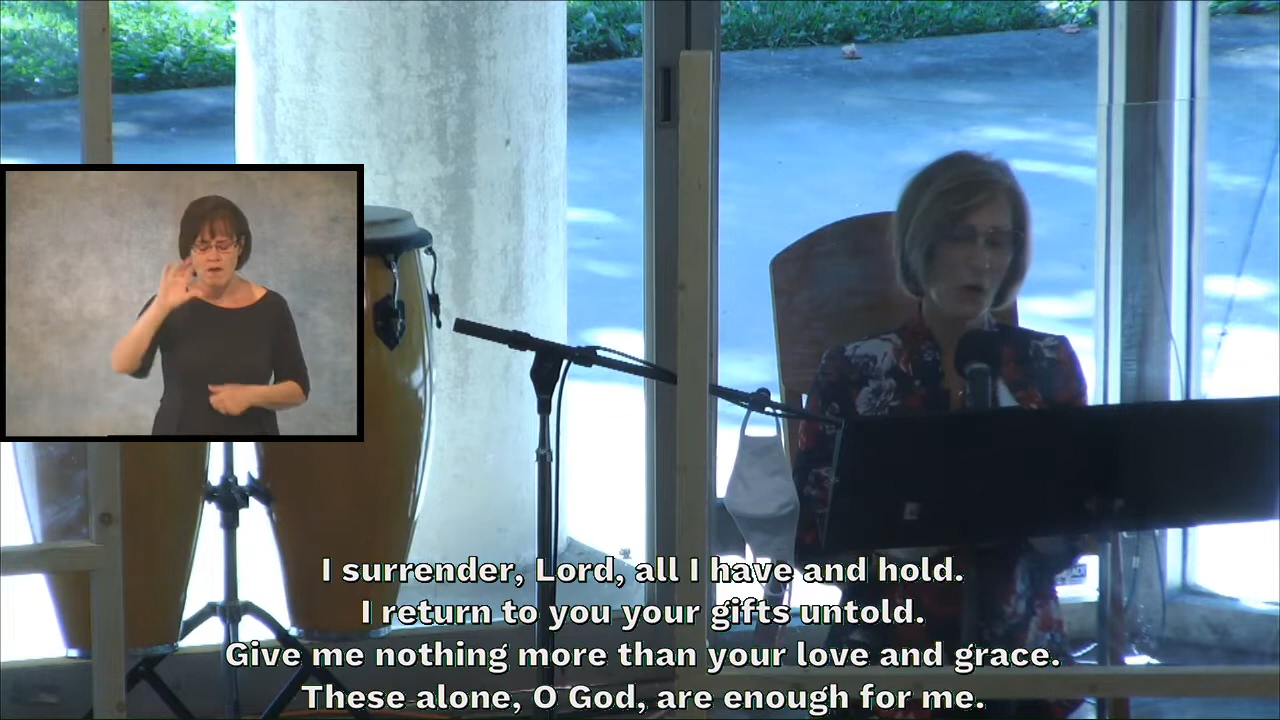 I surrender, Lord, all I have and hold.
I return to you your gifts untold.
Give me nothing more than your love and grace.
These alone, O God, are enough for me.